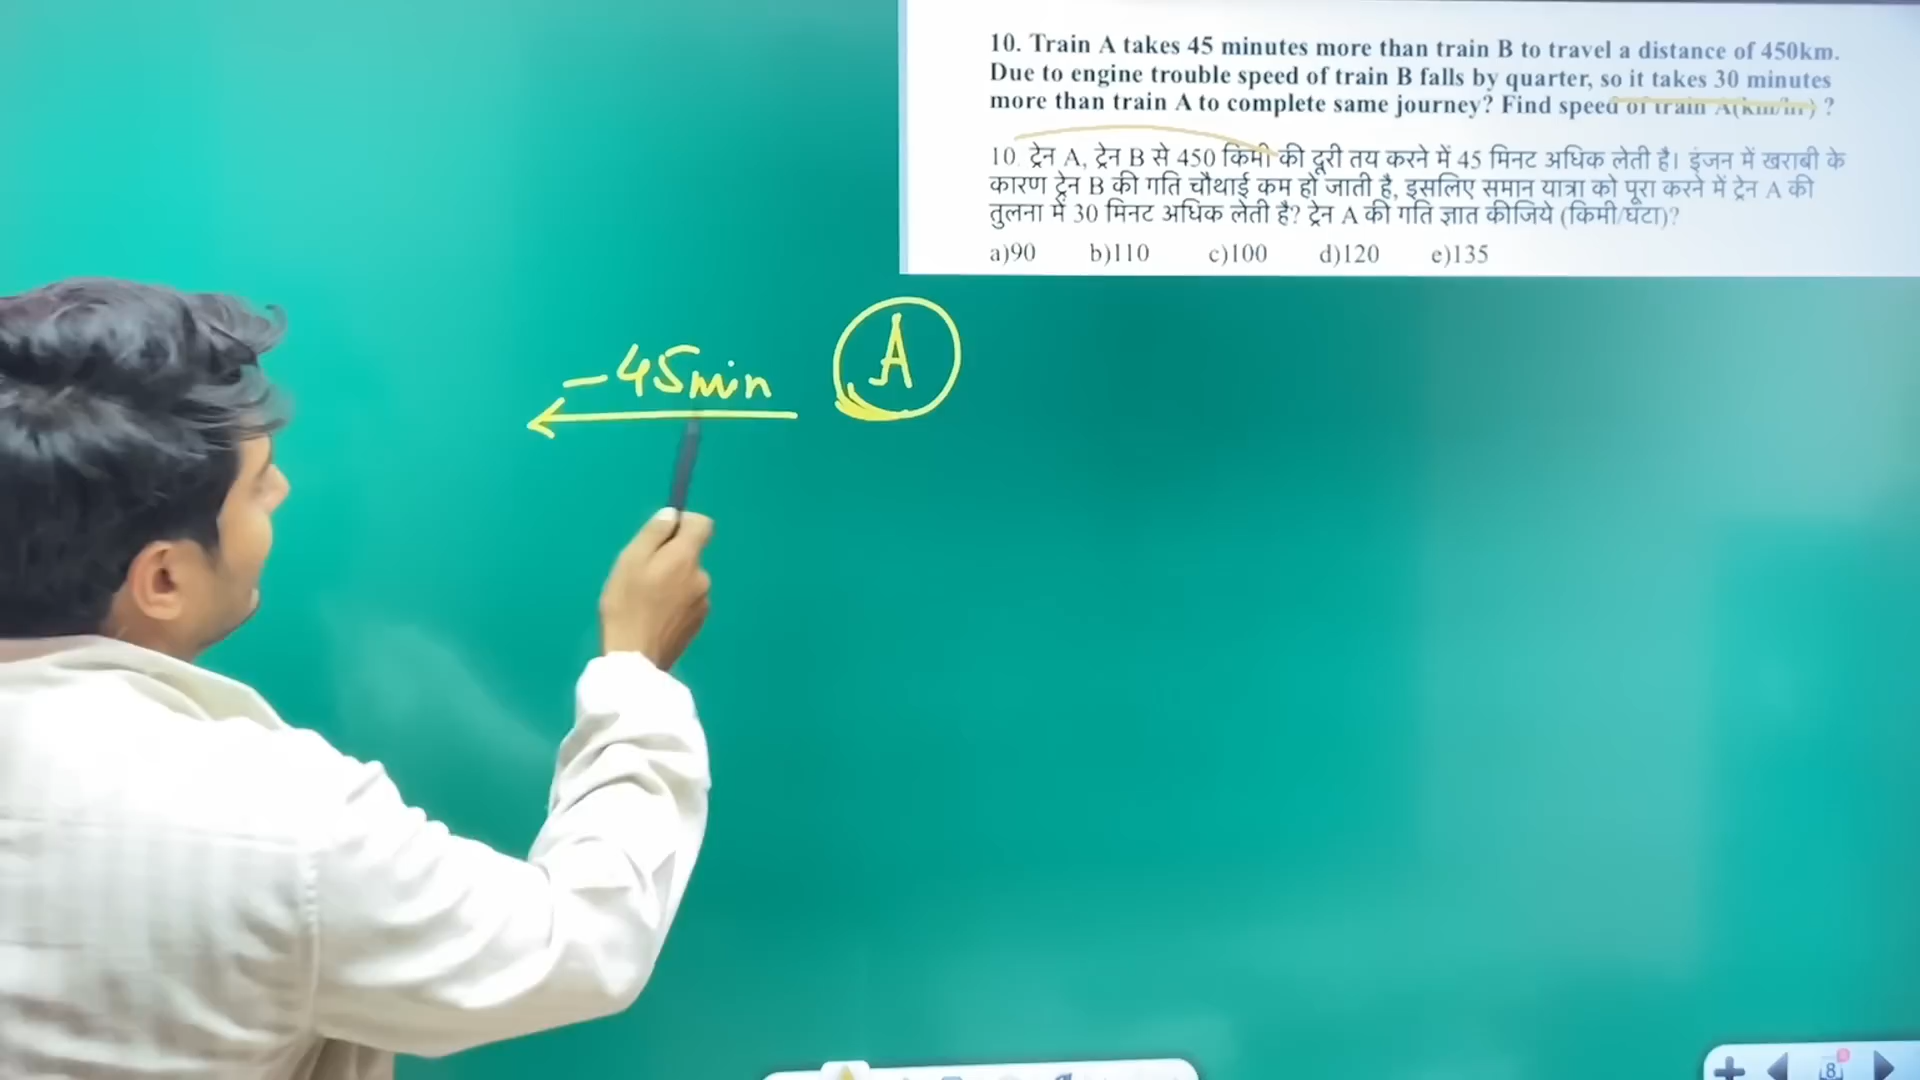 10. Train A takes 45 minutes more than train B to travel a distance of 450km.
Due to engine trouble speed of train B falls by quarter, so it takes 30 minutes
more than train A to complete same journey? Find speed of train A(km/hr) ?
10. ट्रेन A, ट्रेन B से 450 किमी की दूरी तय करने में 45 मिनट अधिक लेती है। इंजन में खराबी के
कारण ट्रेन B की गति चौथाई कम हो जाती है, इसलिए समान यात्रा को पूरा करने में ट्रेन A की
तुलना में 30 मिनट अधिक लेती है? ट्रेन A की गति ज्ञात कीजिये (किमी/घंटा)?
a)90 b)110 c)100 d)120 e)135
-45min A
8